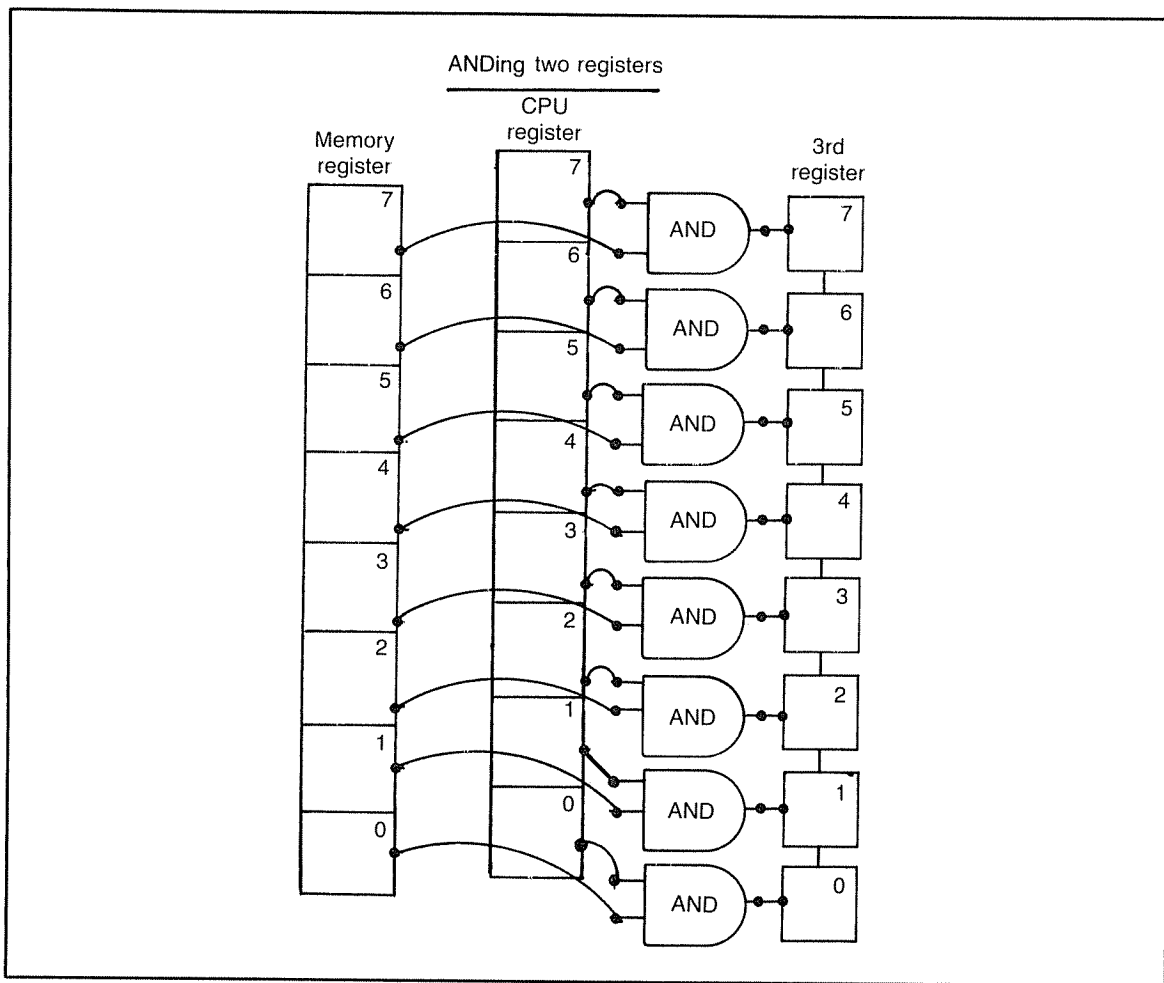 ANDing two registers
CPU
register
Memory
register
3rd
register
7
6
5
4
3
2
1
0
7
6
5
4
3
2
1
0
AND
AND
AND
AND
AND
AND
AND
AND
7
6
5
4
3
2
1
0